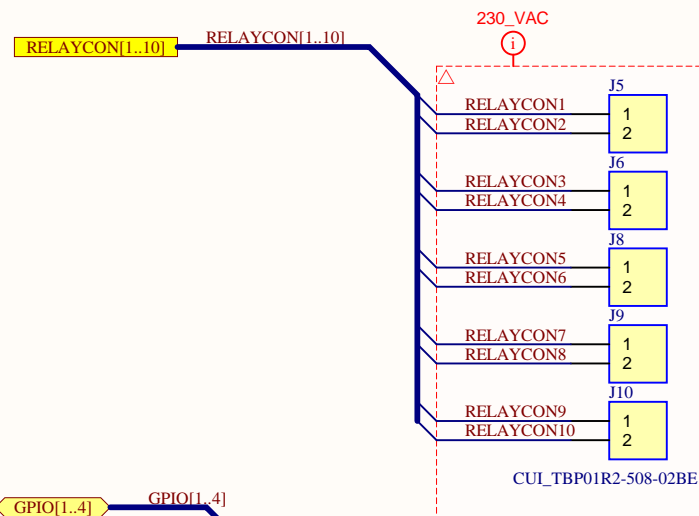 230_VAC
i
RELAYCON[1..10]
RELAYCON[1..10]
J5
RELAYCON1
1
RELAYCON2
2
J6
RELAYCON3
1
RELAYCON4
2
J8
RELAYCON5
1
RELAYCON6
2
J9
RELAYCON7
1
RELAYCON8
2
J10
RELAYCON9
1
RELAYCON10
2
CUI_TBP01R2-508-02BE
GPIO[1..4]
GPIO[1..4]